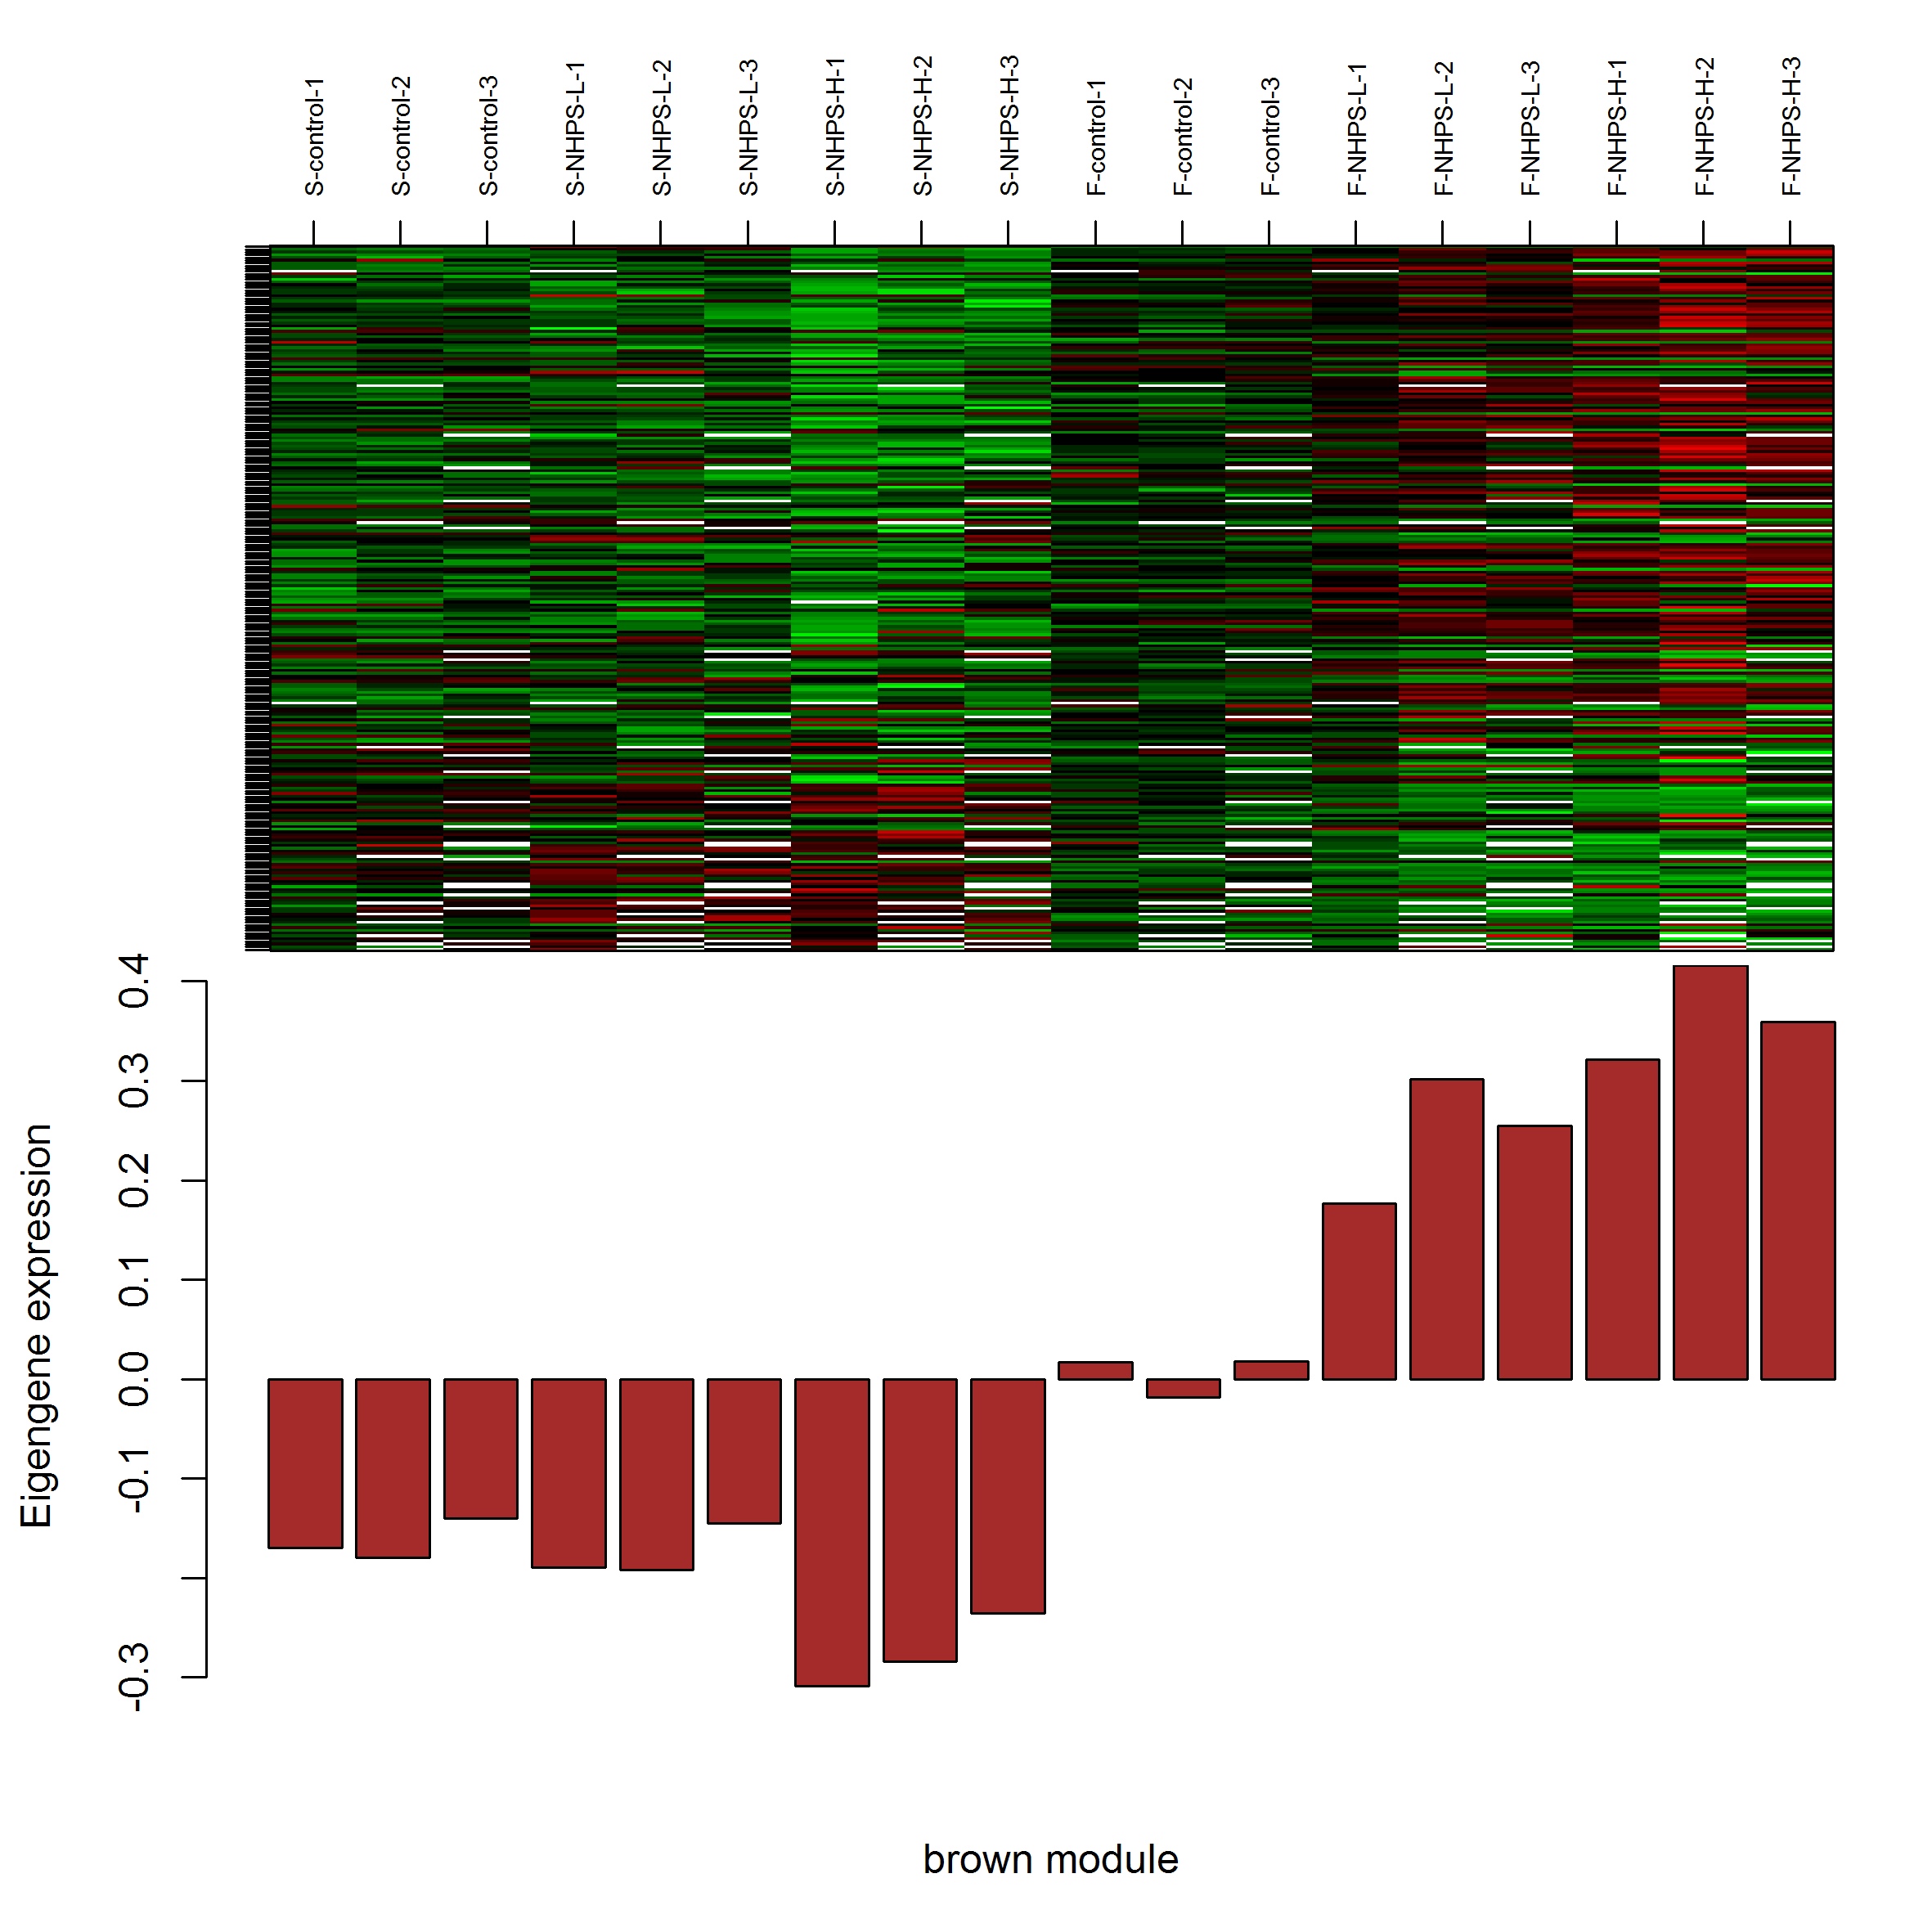 S-control-1
S-control-2
S-control-3
S-NHPS-L-1
S-NHPS-L-2
S-NHPS-L-3
S-NHPS-H-1
S-NHPS-H-2
S-NHPS-H-3
F-control-1
F-control-2
F-control-3
F-NHPS-L-1
F-NHPS-L-2
F-NHPS-L-3
F-NHPS-H-1
F-NHPS-H-2
F-NHPS-H-3
0.4
0.3
0.2
0.1
0.0
-0.1
-0.3
Eigengene expression
brown module